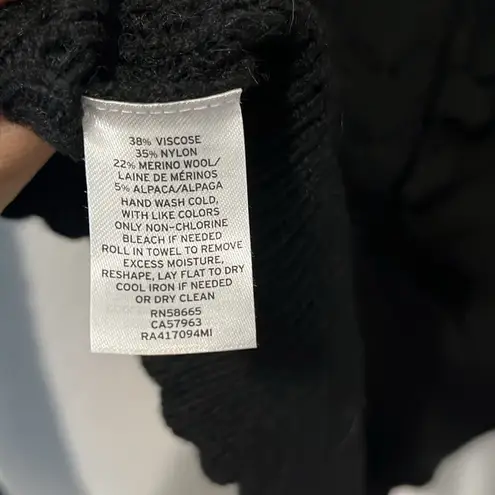 38% VISCOSE
35% NYLON
22% MERINO WOOL/
LAINE DE MÉRINOS
5% ALPACA/ALPAGA
HAND WASH COLD,
WITH LIKE COLORS
ONLY NON-CHLORINE
BLEACH IF NEEDED
ROLL IN TOWEL TO REMOVE
EXCESS MOISTURE,
RESHAPE, LAY FLAT TO DRY
COOL IRON IF NEEDED
OR DRY CLEAN
RN58665
CA57963
RA417094MI